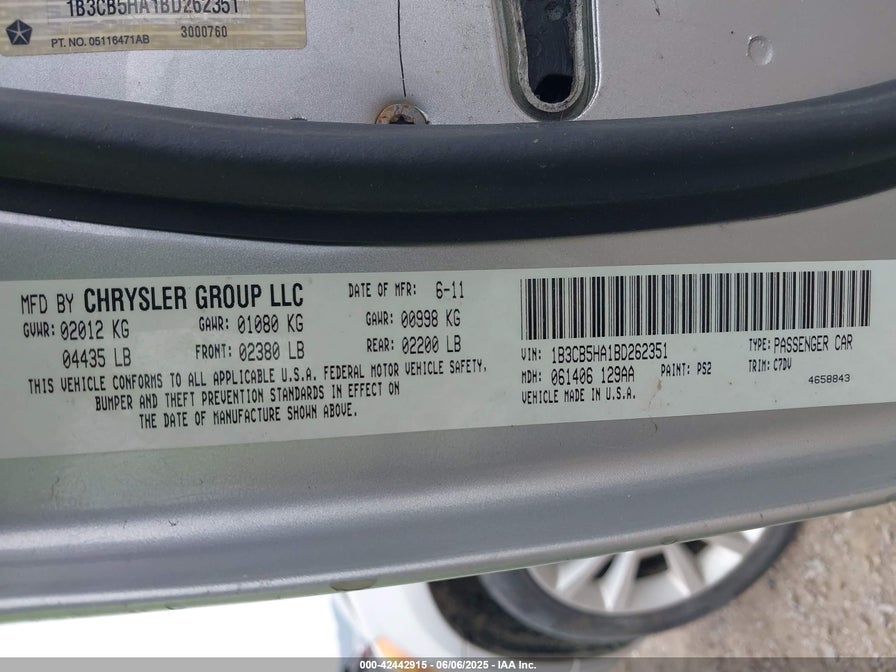 1B3CB5HA1BD262351
PT. NO. 05116471AB 3000760
MFD BY CHRYSLER GROUP LLC DATE OF MFR: 6-11
GVWR: 02012 KG GAWR: 01080 KG GAWR: 00998 KG
04435 LB FRONT: 02380 LB REAR: 02200 LB
THIS VEHICLE CONFORMS TO ALL APPLICABLE U.S.A. FEDERAL MOTOR VEHICLE SAFETY,
BUMPER AND THEFT PREVENTION STANDARDS IN EFFECT ON
THE DATE OF MANUFACTURE SHOWN ABOVE.
VIN: 1B3CB5HA1BD262351 TYPE: PASSENGER CAR
MDH: 061406 129AA PAINT: PS2 TRIM: C7DV
VEHICLE MADE IN U.S.A. 4658843
000-42442915 - 06/06/2025 - IAA Inc.